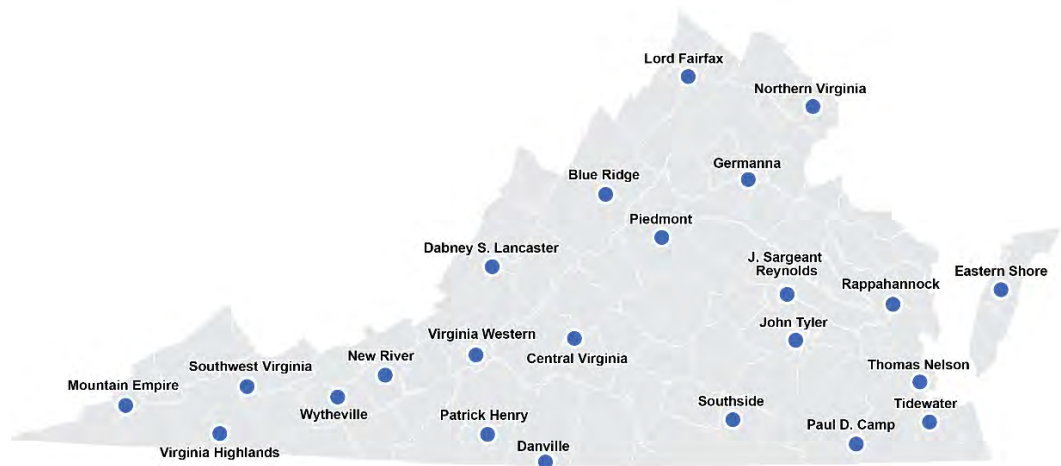 Lord Fairfax
Northern Virginia
Germanna
Blue Ridge
Piedmont
Dabney S. Lancaster
J. Sargeant
Reynolds
Eastern Shore
Rappahannock
John Tyler
Virginia Western
Central Virginia
New River
Southwest Virginia
Thomas Nelson
Mountain Empire
Wytheville
Southside
Tidewater
Patrick Henry
Paul D. Camp
Danville
Virginia Highlands